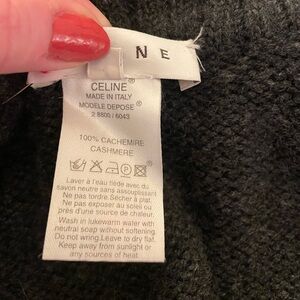 N E
CELINE®
MADE IN ITALY
MODELE DEPOSE®
2 8800 / 6043
100% CACHEMIRE
CASHMERE
Laver à l'eau tiède avec du
savon neutre sans assouplissant
Ne pas tordre. Sécher à plat.
Ne pas exposer au soleil ou
près d'une source de chaleur.
Wash in lukewarm water with
neutral soap without softening.
Do not wring. Leave to dry flat.
Keep away from sunlight or
any sources of heat.